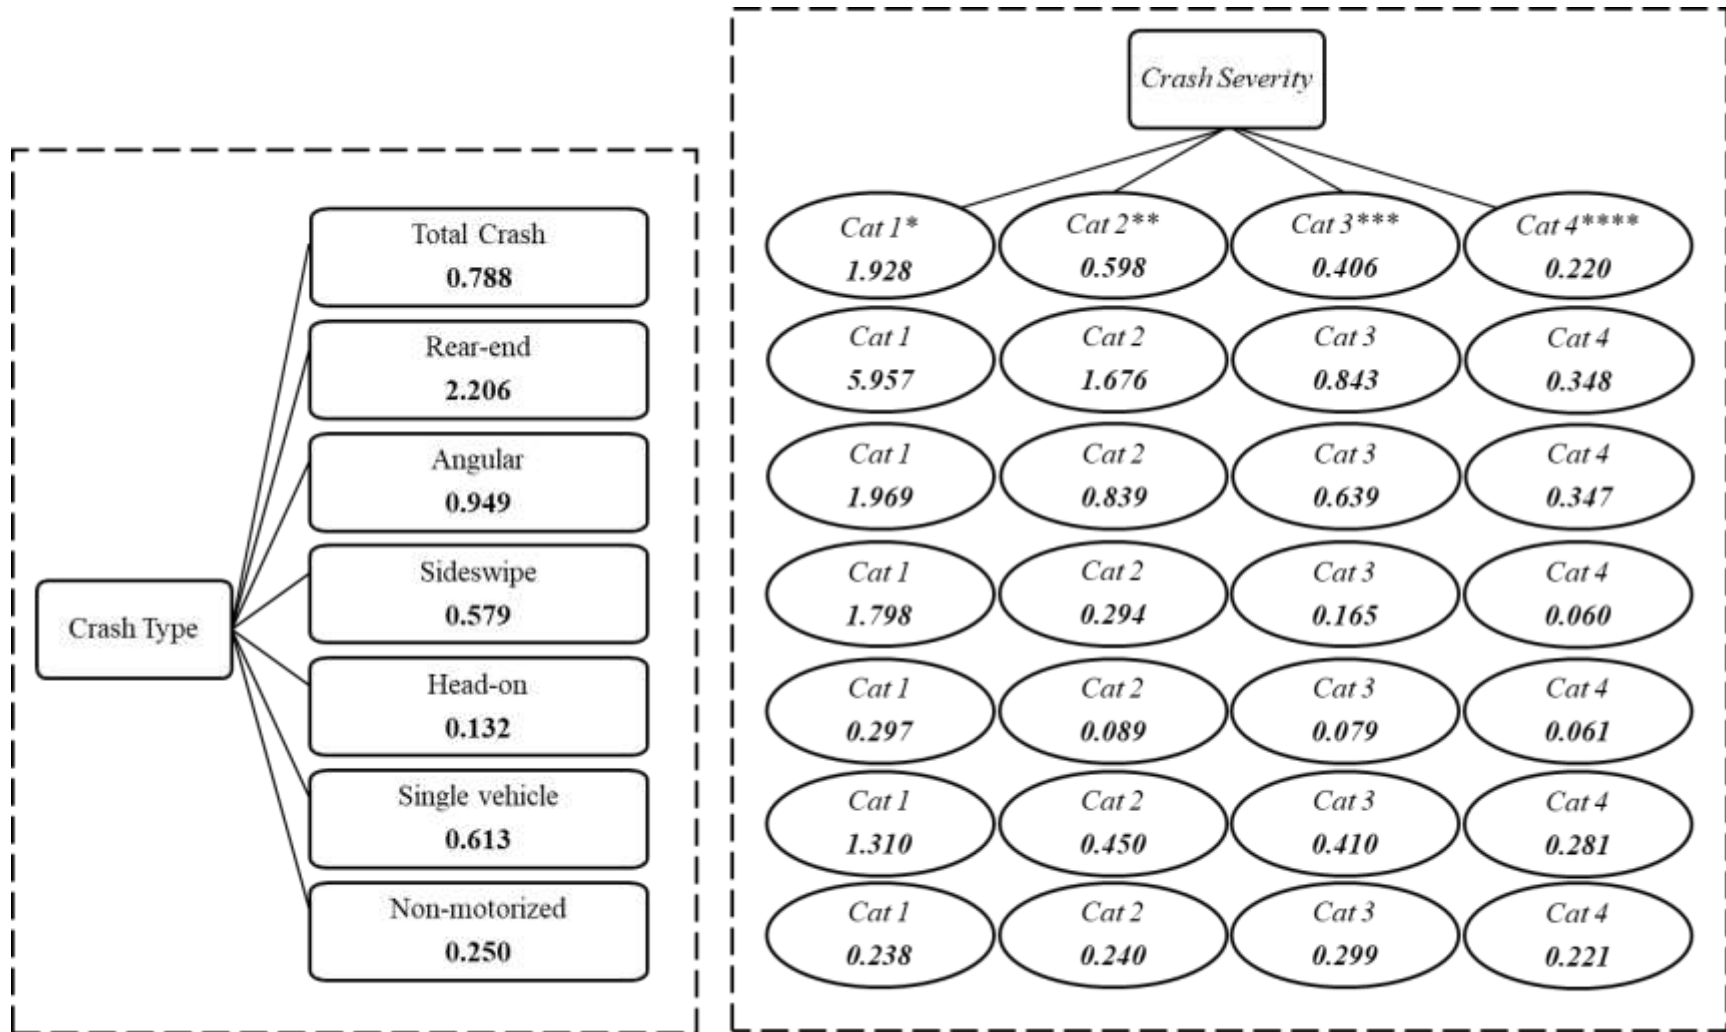 Crash Severity
Crash Type
Total Crash
0.788
Cat 1*
1.928
Cat 2**
0.598
Cat 3***
0.406
Cat 4****
0.220
Rear-end
2.206
Cat 1
5.957
Cat 2
1.676
Cat 3
0.843
Cat 4
0.348
Angular
0.949
Cat 1
1.969
Cat 2
0.839
Cat 3
0.639
Cat 4
0.347
Sideswipe
0.579
Cat 1
1.798
Cat 2
0.294
Cat 3
0.165
Cat 4
0.060
Head-on
0.132
Cat 1
0.297
Cat 2
0.089
Cat 3
0.079
Cat 4
0.061
Single vehicle
0.613
Cat 1
1.310
Cat 2
0.450
Cat 3
0.410
Cat 4
0.281
Non-motorized
0.250
Cat 1
0.238
Cat 2
0.240
Cat 3
0.299
Cat 4
0.221